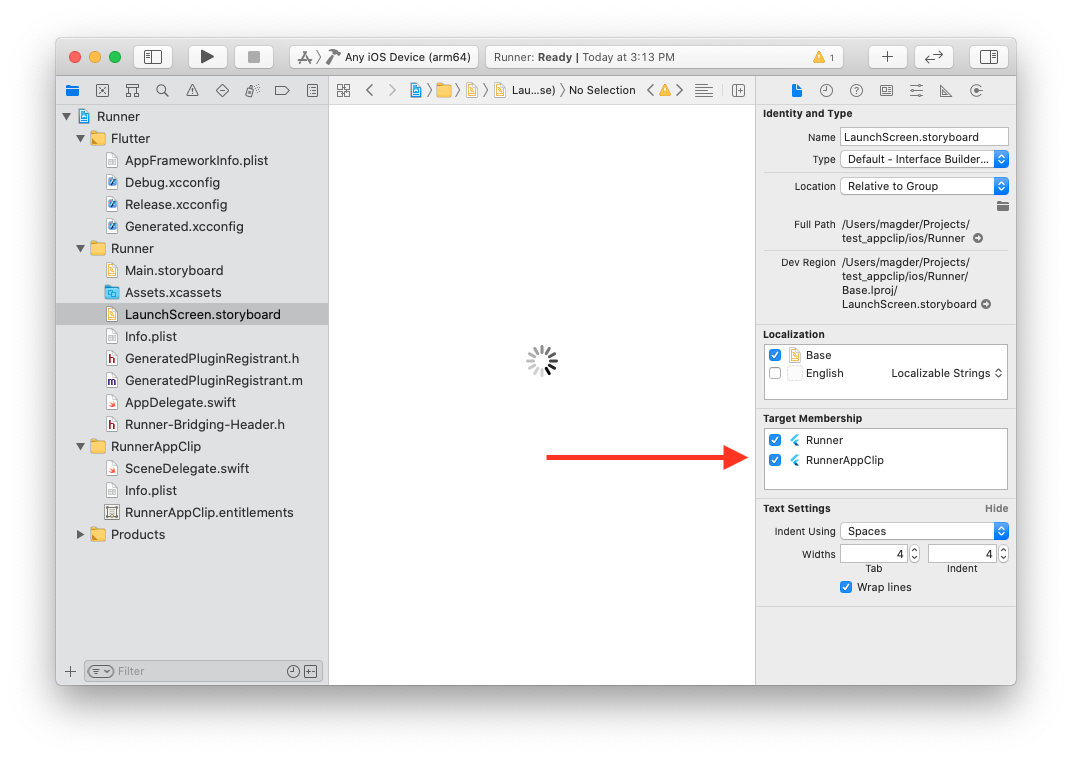 Any iOS Device (arm64)
Runner: Ready | Today at 3:13 PM
1
Lau...se)
No Selection
Runner
Flutter
AppFrameworkInfo.plist
Debug.xcconfig
Release.xcconfig
Generated.xcconfig
Runner
Main.storyboard
Assets.xcassets
LaunchScreen.storyboard
Info.plist
GeneratedPluginRegistrant.h
GeneratedPluginRegistrant.m
AppDelegate.swift
Runner-Bridging-Header.h
RunnerAppClip
SceneDelegate.swift
Info.plist
RunnerAppClip.entitlements
Products
Filter
Identity and Type
Name LaunchScreen.storyboard
Type Default - Interface Builder...
Location Relative to Group
Full Path /Users/magder/Projects/
test_appclip/ios/Runner
Dev Region /Users/magder/Projects/
test_appclip/ios/Runner/
Base.lproj/
LaunchScreen.storyboard
Localization
Base
English Localizable Strings
Target Membership
Runner
RunnerAppClip
Text Settings Hide
Indent Using Spaces
Widths 4 4
Tab Indent
Wrap lines